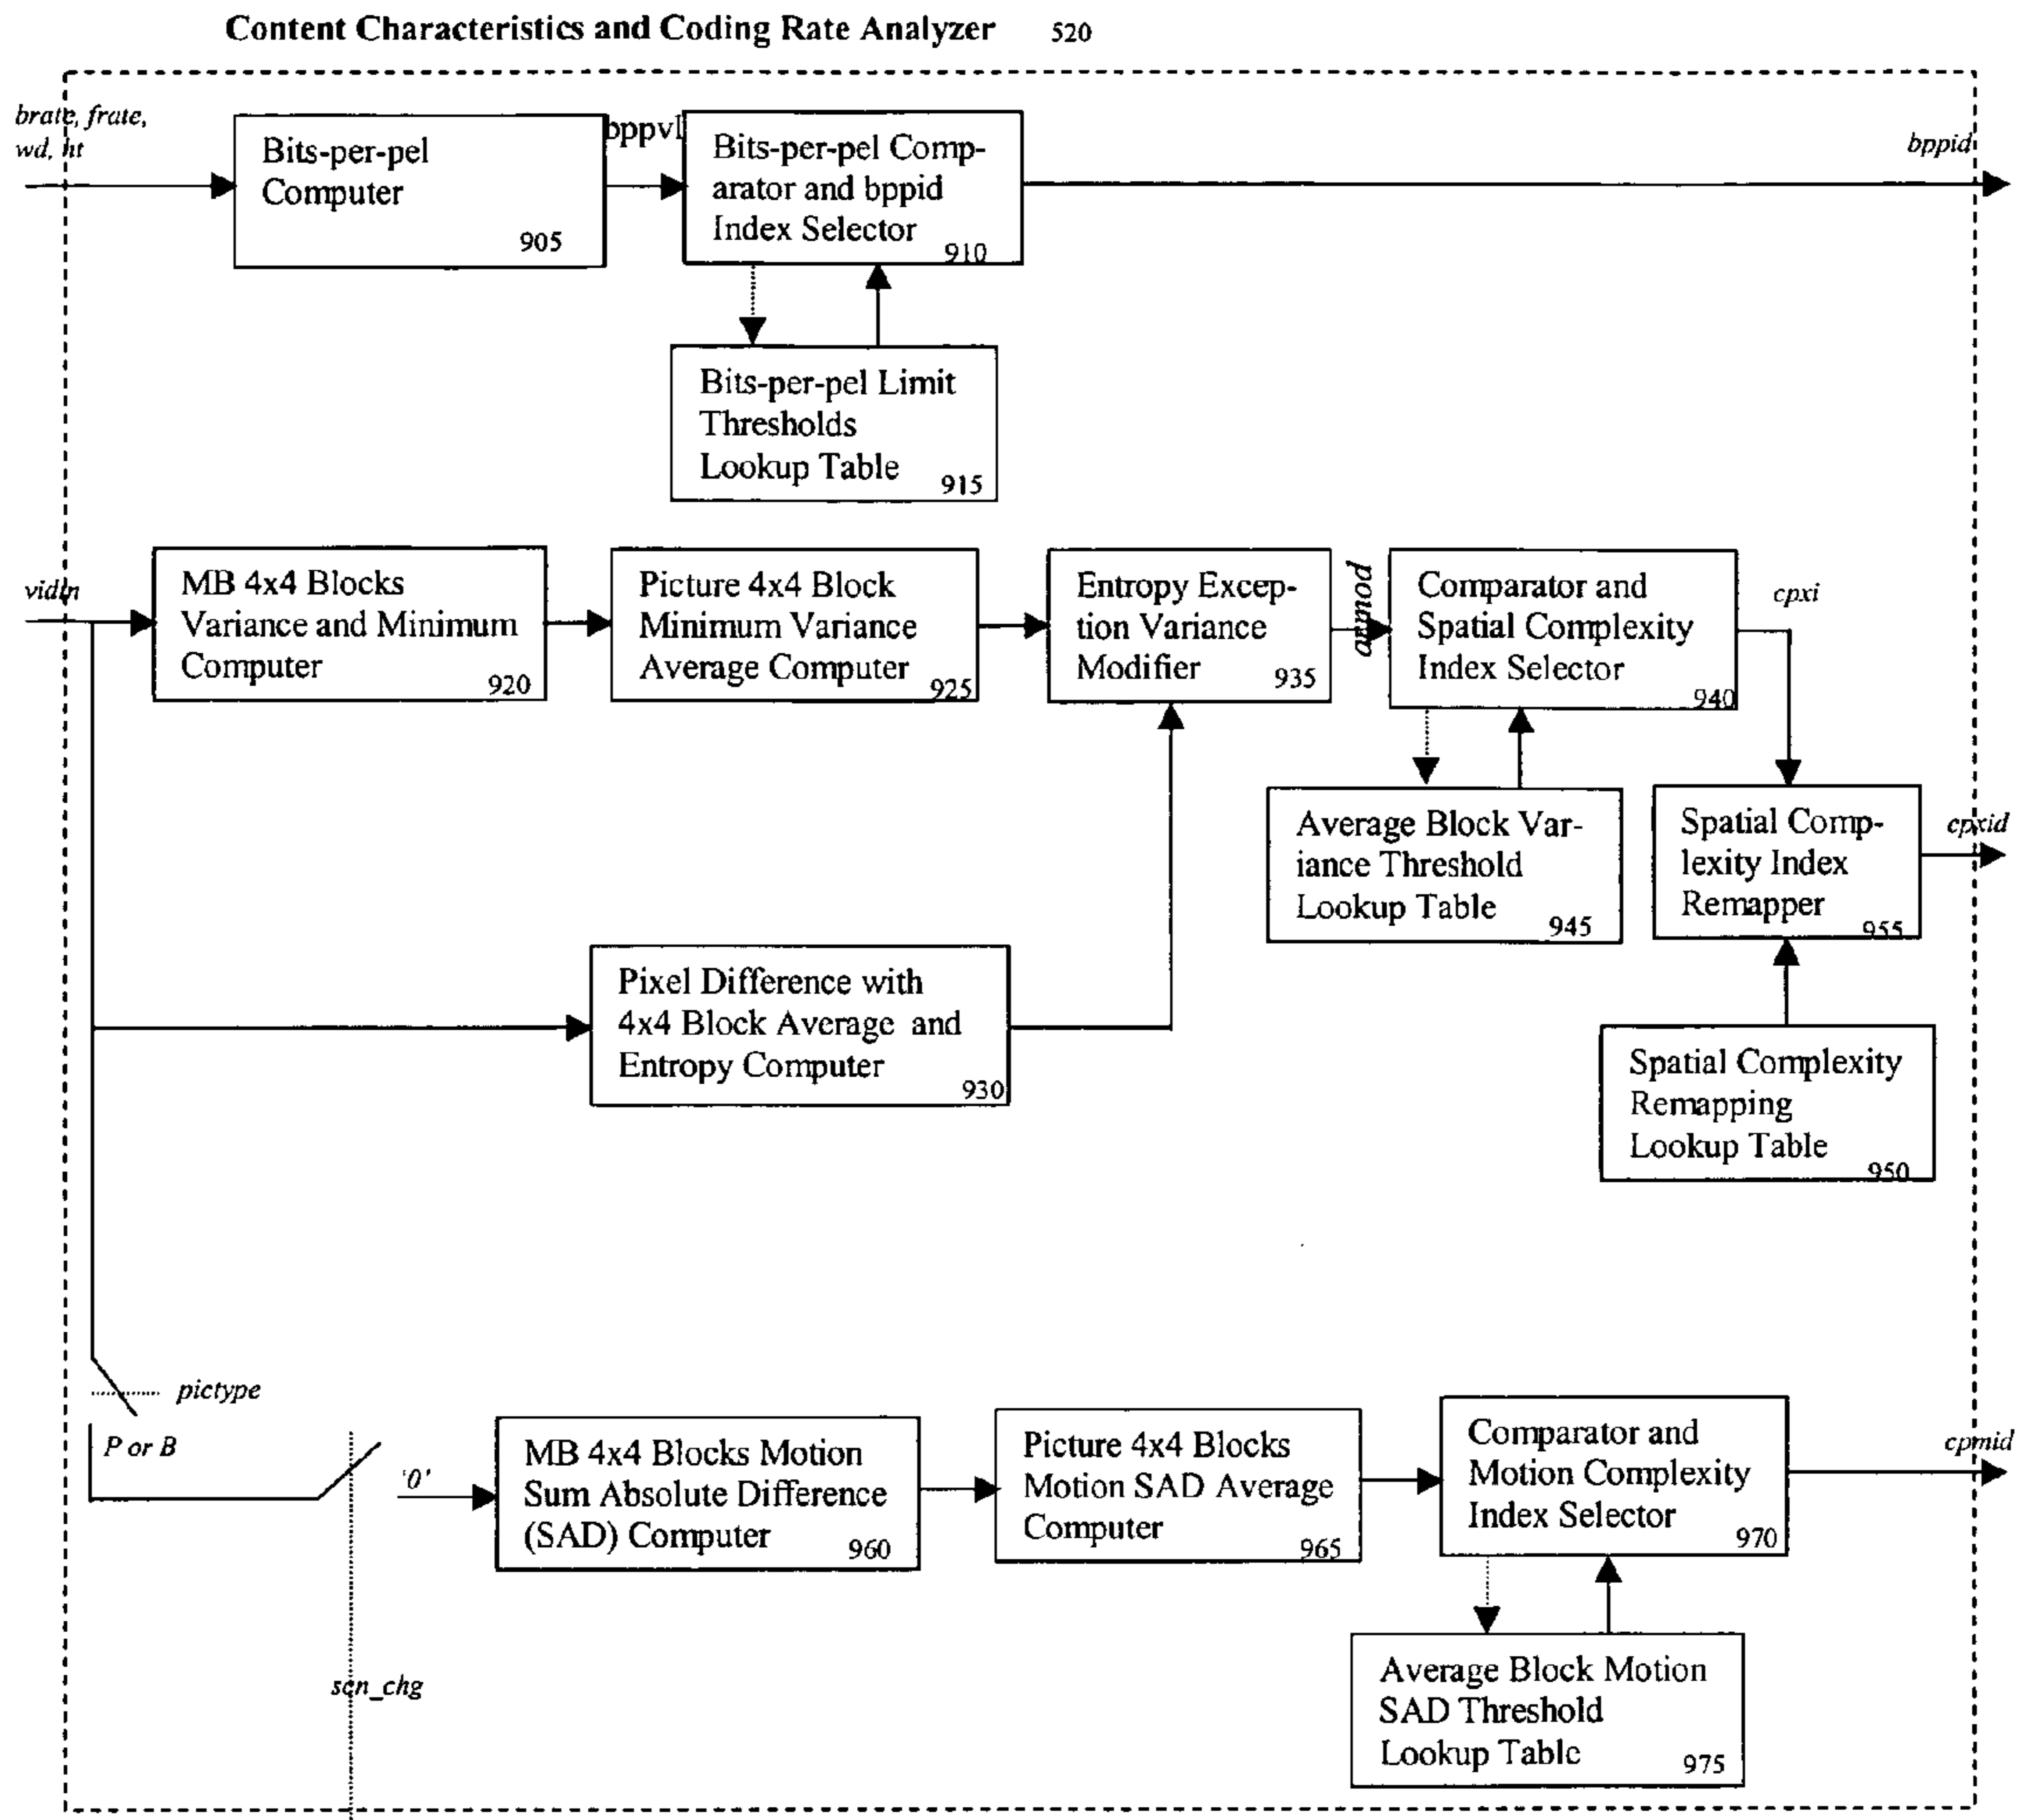 Content Characteristics and Coding Rate Analyzer 520
brate, frate,
wd, ht
Bits-per-pel
Computer
905
bppvl
Bits-per-pel Comp-
arator and bppid
Index Selector
910
bppid
Bits-per-pel Limit
Thresholds
Lookup Table
915
vidin
MB 4x4 Blocks
Variance and Minimum
Computer
920
Picture 4x4 Block
Minimum Variance
Average Computer
925
Entropy Excep-
tion Variance
Modifier
935
Comparator and
Spatial Complexity
Index Selector
940
cpxi
Average Block Var-
iance Threshold
Lookup Table
945
Spatial Comp-
lexity Index
Remapper
955
cpxid
Pixel Difference with
4x4 Block Average and
Entropy Computer
930
Spatial Complexity
Remapping
Lookup Table
950
pictype
P or B
'0'
MB 4x4 Blocks Motion
Sum Absolute Difference
(SAD) Computer
960
Picture 4x4 Blocks
Motion SAD Average
Computer
965
Comparator and
Motion Complexity
Index Selector
970
cpmid
scn_chg
Average Block Motion
SAD Threshold
Lookup Table
975